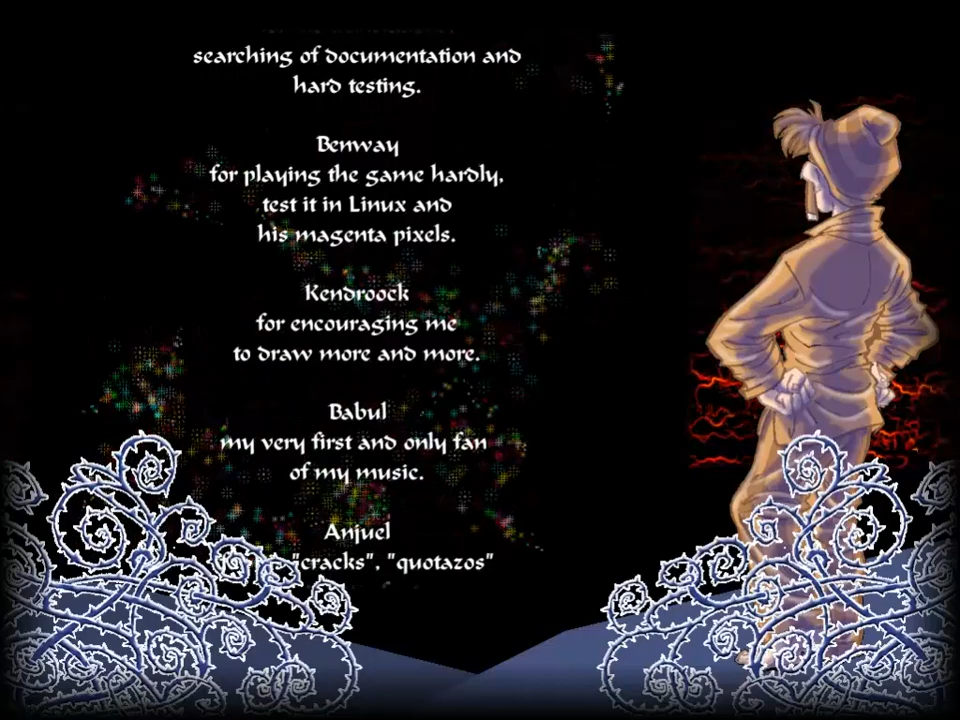 searching of documentation and
hard testing.
Benway
for playing the game hardly,
test it in Linux and
his magenta pixels.
Kendroock
for encouraging me
to draw more and more.
Babul
my very first and only fan
of my music.
Anjuel
"cracks", "quotazos"